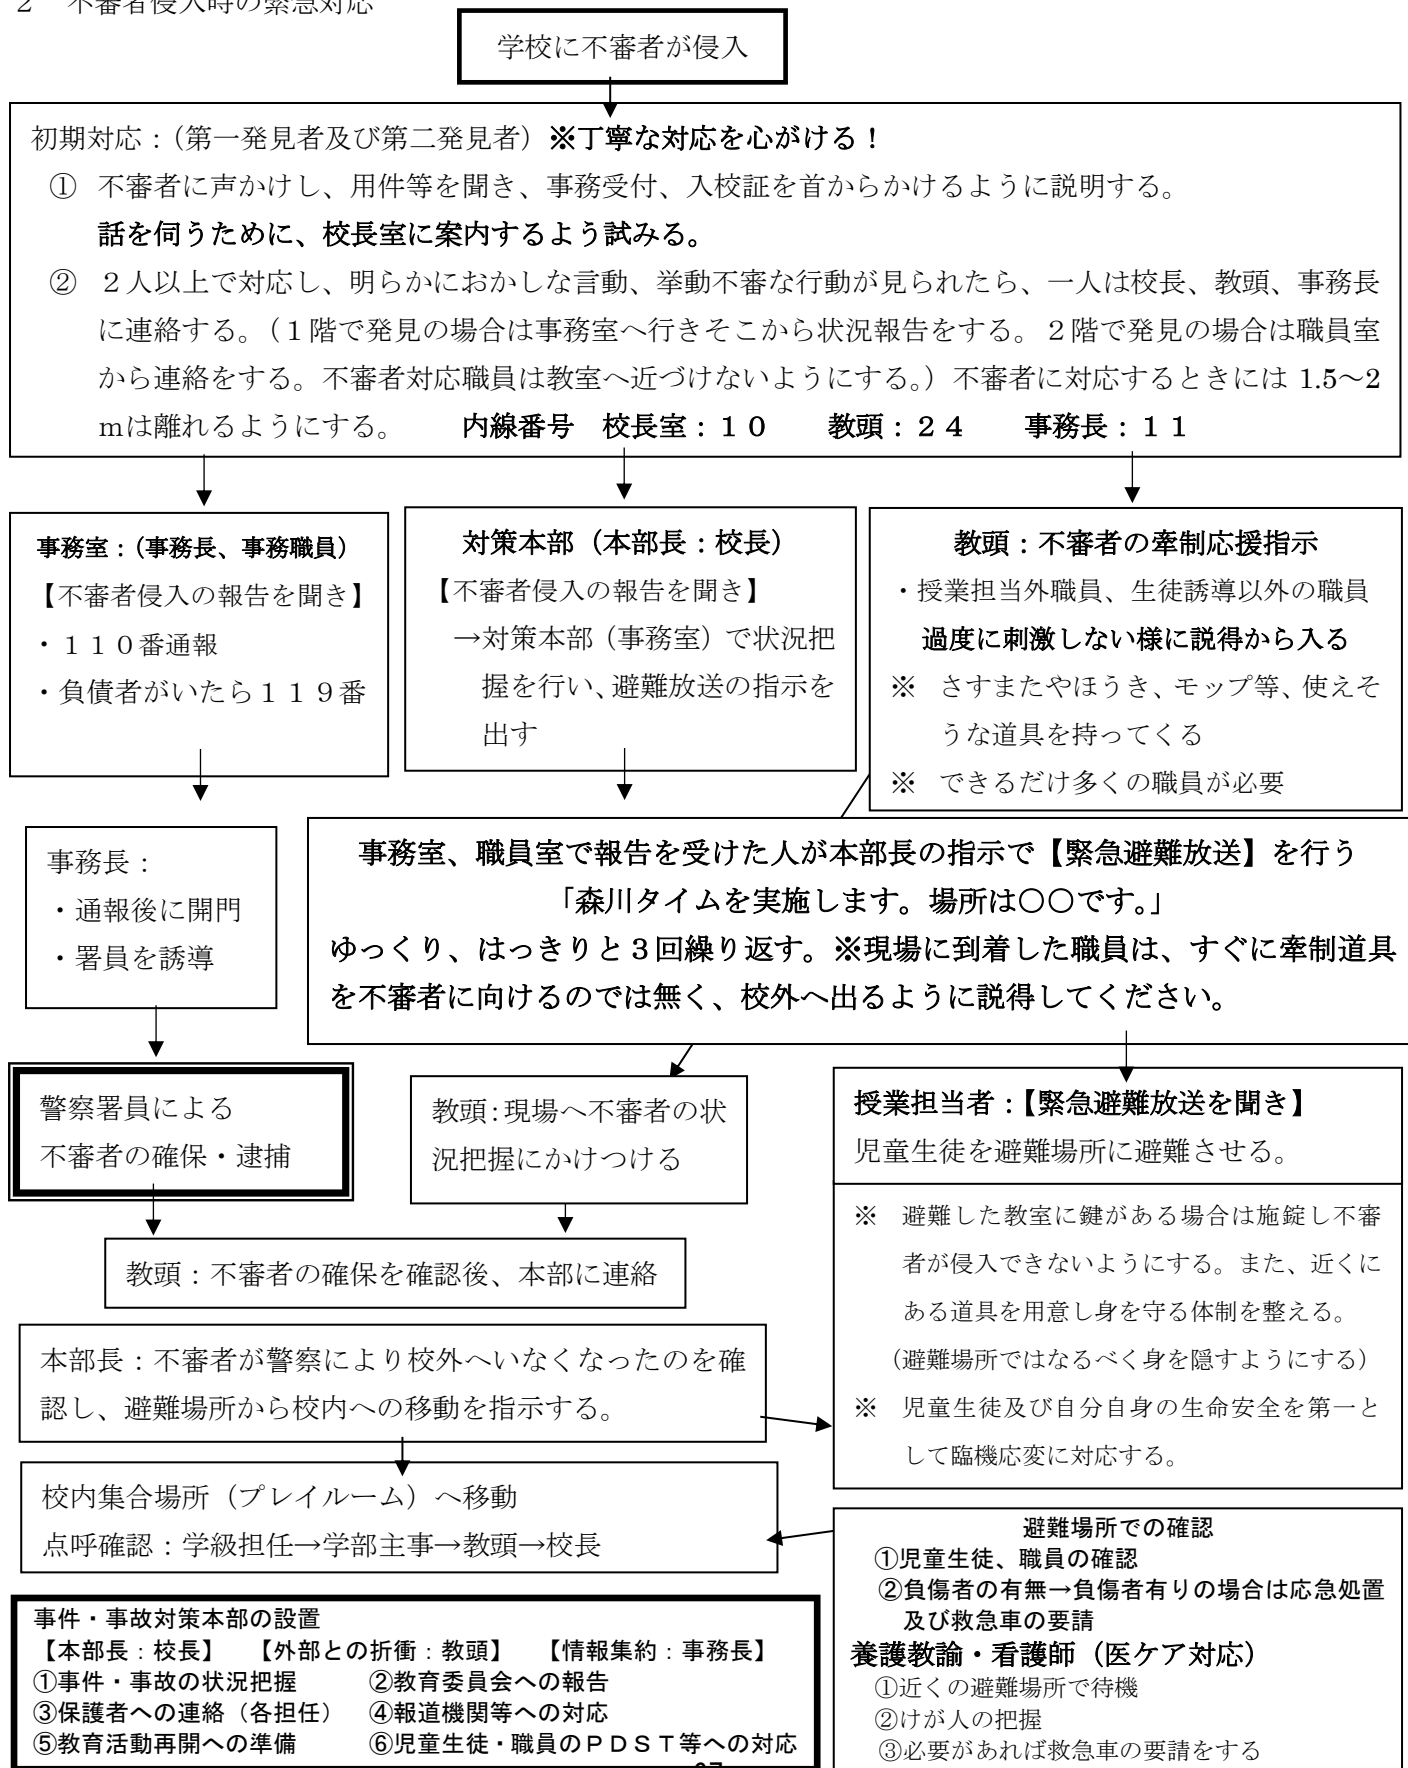 2　不審者侵入時の緊急対応
学校に不審者が侵入
初期対応：（第一発見者及び第二発見者）※丁寧な対応を心がける！
①　不審者に声かけし、用件等を聞き、事務受付、入校証を首からかけるように説明する。
話を伺うために、校長室に案内するよう試みる。
②　２人以上で対応し、明らかにおかしな言動、挙動不審な行動が見られたら、一人は校長、教頭、事務長
に連絡する。（１階で発見の場合は事務室へ行きそこから状況報告をする。２階で発見の場合は職員室
から連絡をする。不審者対応職員は教室へ近づけないようにする。）不審者に対応するときには 1.5～2
ｍは離れるようにする。　内線番号　校長室：１０　教頭：２４　事務長：１１
事務室：（事務長、事務職員）
【不審者侵入の報告を聞き】
・１１０番通報
・負債者がいたら１１９番
対策本部（本部長：校長）
【不審者侵入の報告を聞き】
→対策本部（事務室）で状況把
握を行い、避難放送の指示を
出す
教頭：不審者の牽制応援指示
・授業担当外職員、生徒誘導以外の職員
過度に刺激しない様に説得から入る
※　さすまたやほうき、モップ等、使えそ
うな道具を持ってくる
※　できるだけ多くの職員が必要
事務長：
・通報後に開門
・署員を誘導
事務室、職員室で報告を受けた人が本部長の指示で【緊急避難放送】を行う
「森川タイムを実施します。場所は〇〇です。」
ゆっくり、はっきりと３回繰り返す。※現場に到着した職員は、すぐに牽制道具
を不審者に向けるのでは無く、校外へ出るように説得してください。
警察署員による
不審者の確保・逮捕
教頭：現場へ不審者の状
況把握にかけつける
授業担当者：【緊急避難放送を聞き】
児童生徒を避難場所に避難させる。
※　避難した教室に鍵がある場合は施錠し不審
者が侵入できないようにする。また、近くに
ある道具を用意し身を守る体制を整える。
（避難場所ではなるべく身を隠すようにする）
※　児童生徒及び自分自身の生命安全を第一と
して臨機応変に対応する。
教頭：不審者の確保を確認後、本部に連絡
本部長：不審者が警察により校外へいなくなったのを確
認し、避難場所から校内への移動を指示する。
校内集合場所（プレイルーム）へ移動
点呼確認：学級担任→学部主事→教頭→校長
避難場所での確認
①児童生徒、職員の確認
②負傷者の有無→負傷者有りの場合は応急処置
及び救急車の要請
養護教諭・看護師（医ケア対応）
①近くの避難場所で待機
②けが人の把握
③必要があれば救急車の要請をする
事件・事故対策本部の設置
【本部長：校長】　【外部との折衝：教頭】　【情報集約：事務長】
①事件・事故の状況把握　②教育委員会への報告
③保護者への連絡（各担任）　④報道機関等への対応
⑤教育活動再開への準備　⑥児童生徒・職員のＰＤＳＴ等への対応